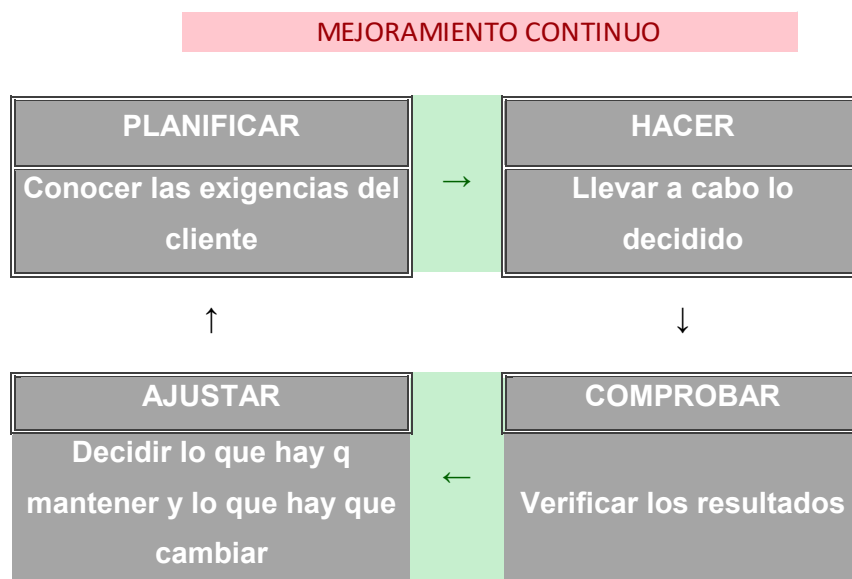 MEJORAMIENTO CONTINUO
PLANIFICAR
Conocer las exigencias del
cliente
→
HACER
Llevar a cabo lo
decidido
↑
↓
AJUSTAR
Decidir lo que hay q
mantener y lo que hay que
cambiar
←
COMPROBAR
Verificar los resultados